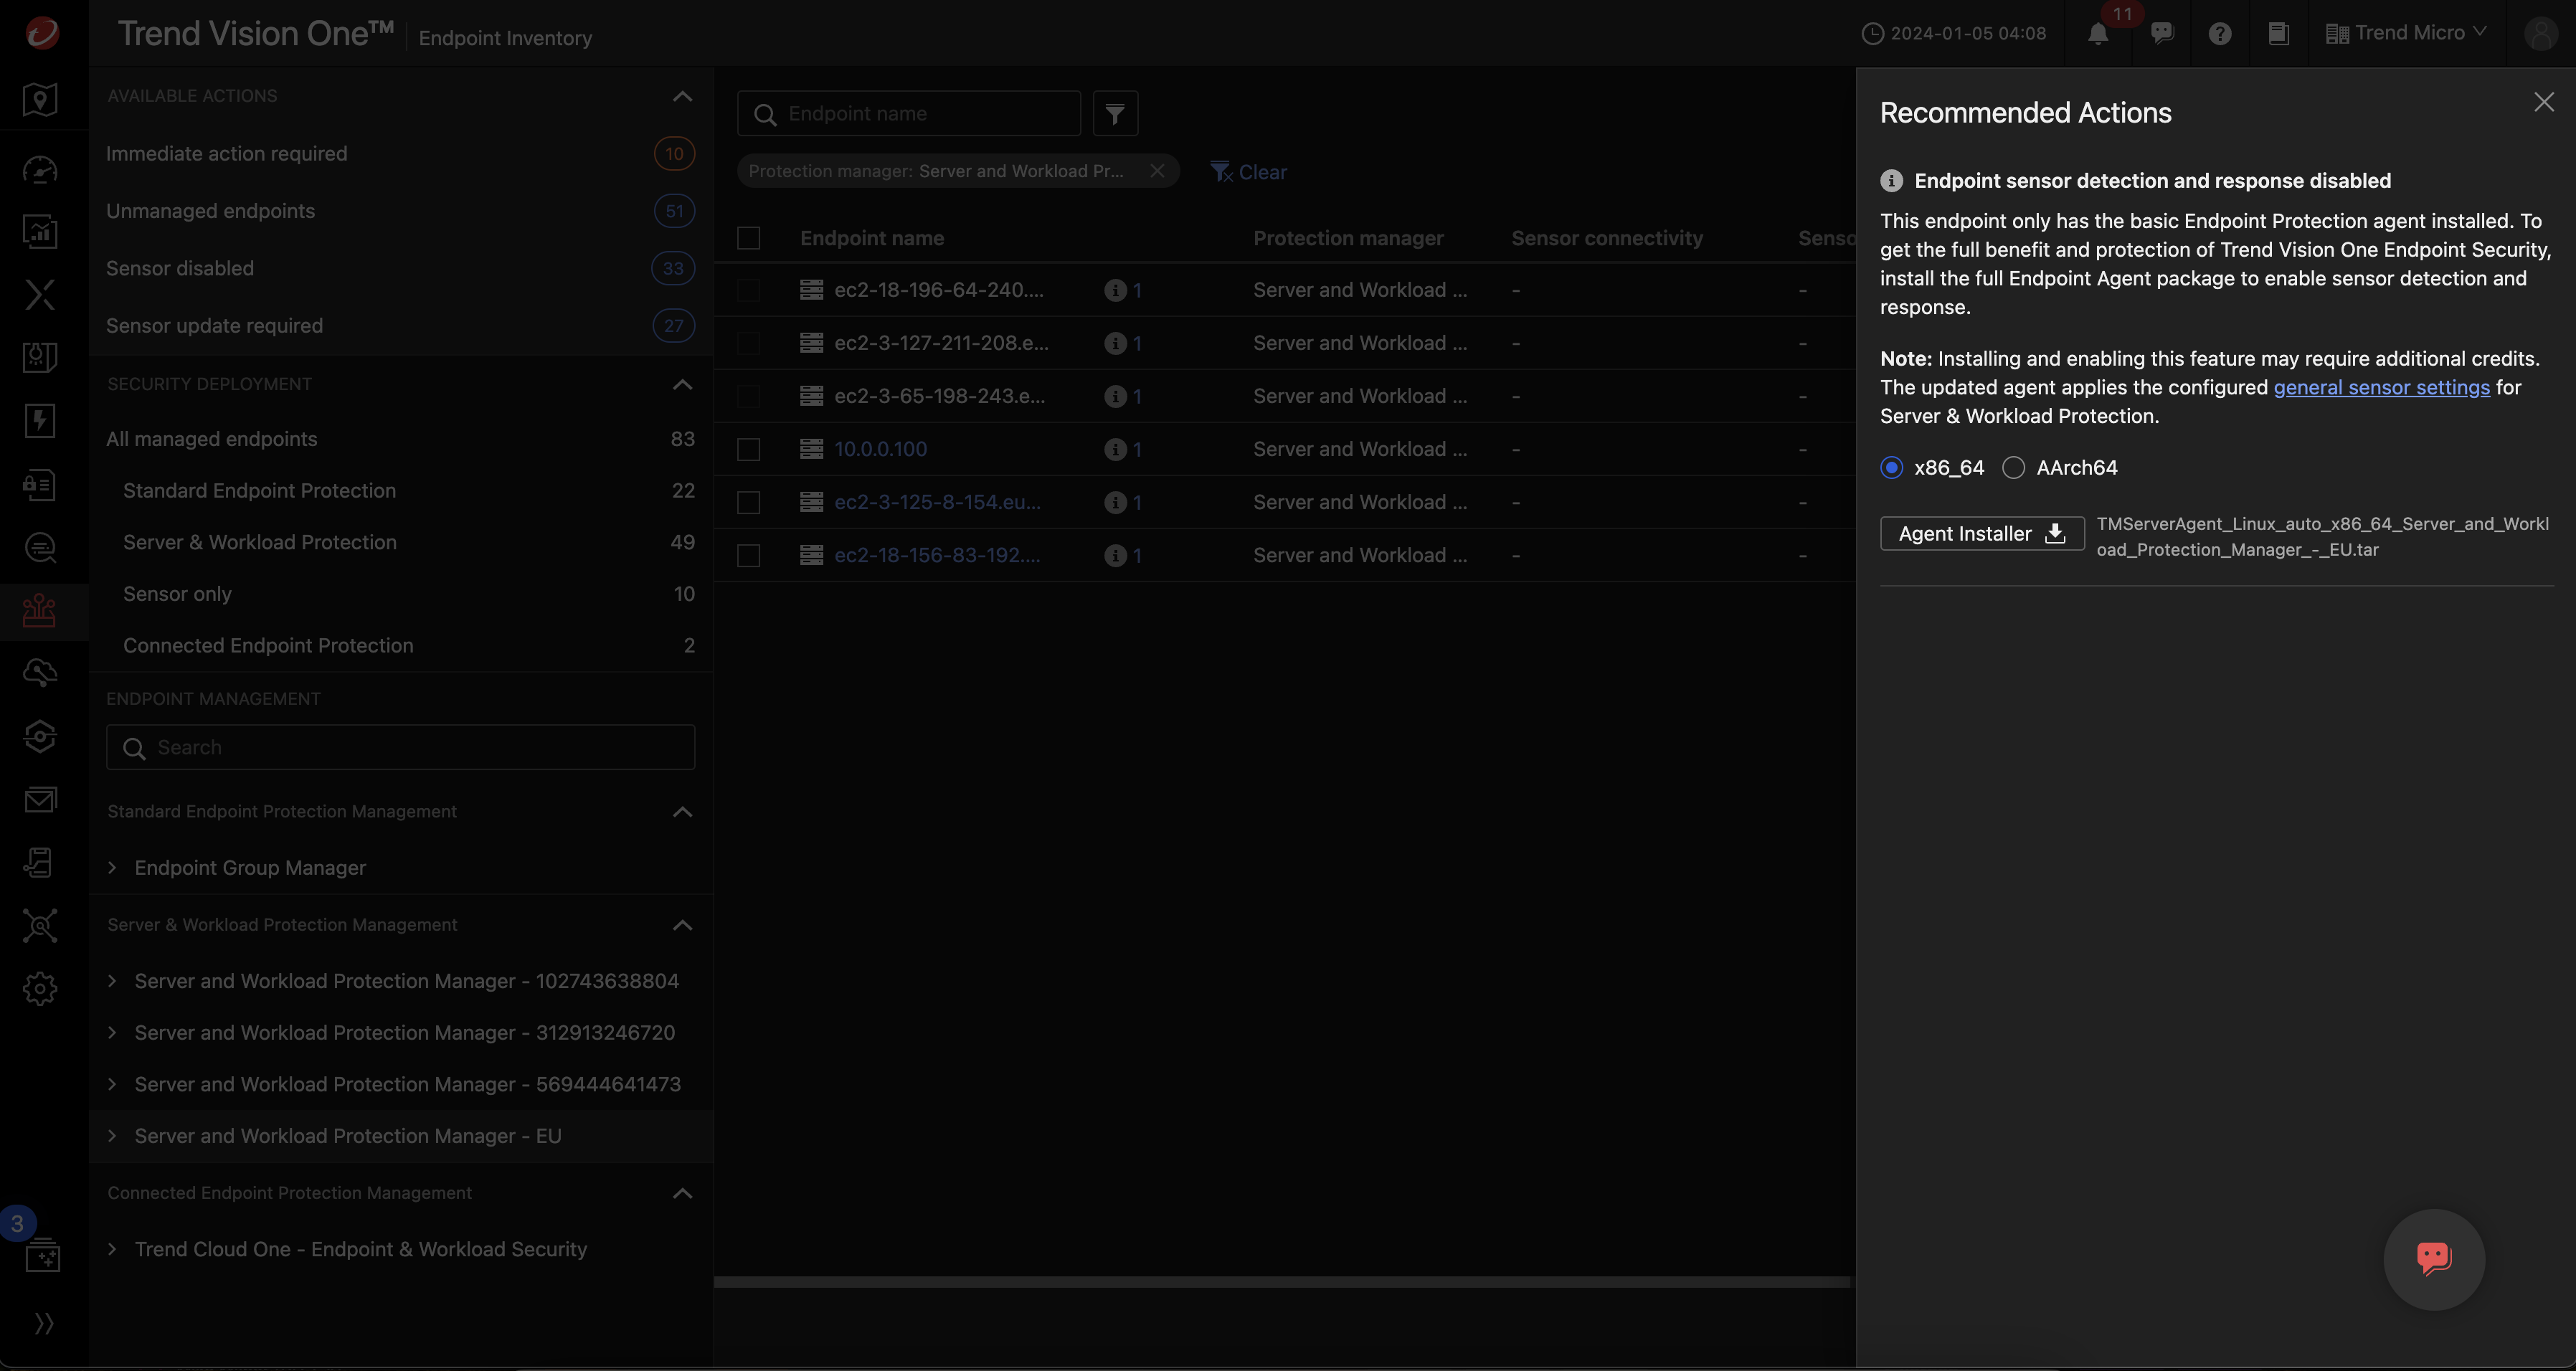 Trend Vision One™
Endpoint Inventory
2024-01-05 04:08
11
Trend Micro
AVAILABLE ACTIONS
Immediate action required 10
Unmanaged endpoints 51
Sensor disabled 33
Sensor update required 27
SECURITY DEPLOYMENT
All managed endpoints 83
Standard Endpoint Protection 22
Server & Workload Protection 49
Sensor only 10
Connected Endpoint Protection 2
ENDPOINT MANAGEMENT
Search
Standard Endpoint Protection Management
Endpoint Group Manager
Server & Workload Protection Management
Server and Workload Protection Manager - 102743638804
Server and Workload Protection Manager - 312913246720
Server and Workload Protection Manager - 569444641473
Server and Workload Protection Manager - EU
Connected Endpoint Protection Management
Trend Cloud One - Endpoint & Workload Security
3
Endpoint name
Protection manager: Server and Workload Pr...
Clear
Endpoint name Protection manager Sensor connectivity Senso
ec2-18-196-64-240.... 1 Server and Workload ... - -
ec2-3-127-211-208.e... 1 Server and Workload ... - -
ec2-3-65-198-243.e... 1 Server and Workload ... - -
10.0.0.100 1 Server and Workload ... - -
ec2-3-125-8-154.eu... 1 Server and Workload ... - -
ec2-18-156-83-192.... 1 Server and Workload ... - -
Recommended Actions
Endpoint sensor detection and response disabled
This endpoint only has the basic Endpoint Protection agent installed. To
get the full benefit and protection of Trend Vision One Endpoint Security,
install the full Endpoint Agent package to enable sensor detection and
response.
Note: Installing and enabling this feature may require additional credits.
The updated agent applies the configured general sensor settings for
Server & Workload Protection.
x86_64 AArch64
Agent Installer
TMServerAgent_Linux_auto_x86_64_Server_and_Workl
oad_Protection_Manager_-_EU.tar